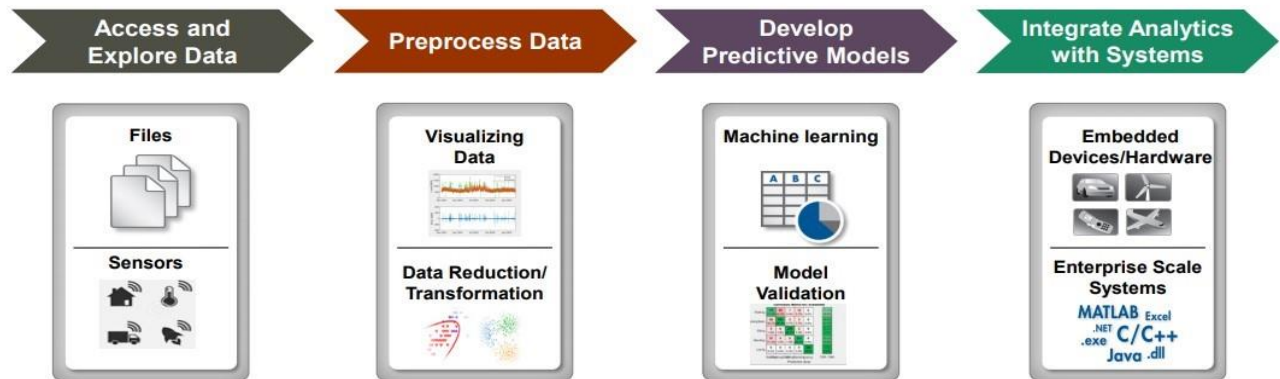 Access and
Explore Data
Preprocess Data
Develop
Predictive Models
Integrate Analytics
with Systems
Files
Sensors
Visualizing
Data
Data Reduction/
Transformation
Machine learning
A B C
Model
Validation
Embedded
Devices/Hardware
Enterprise Scale
Systems
MATLAB Excel
.NET C/C++
.exe
Java .dll